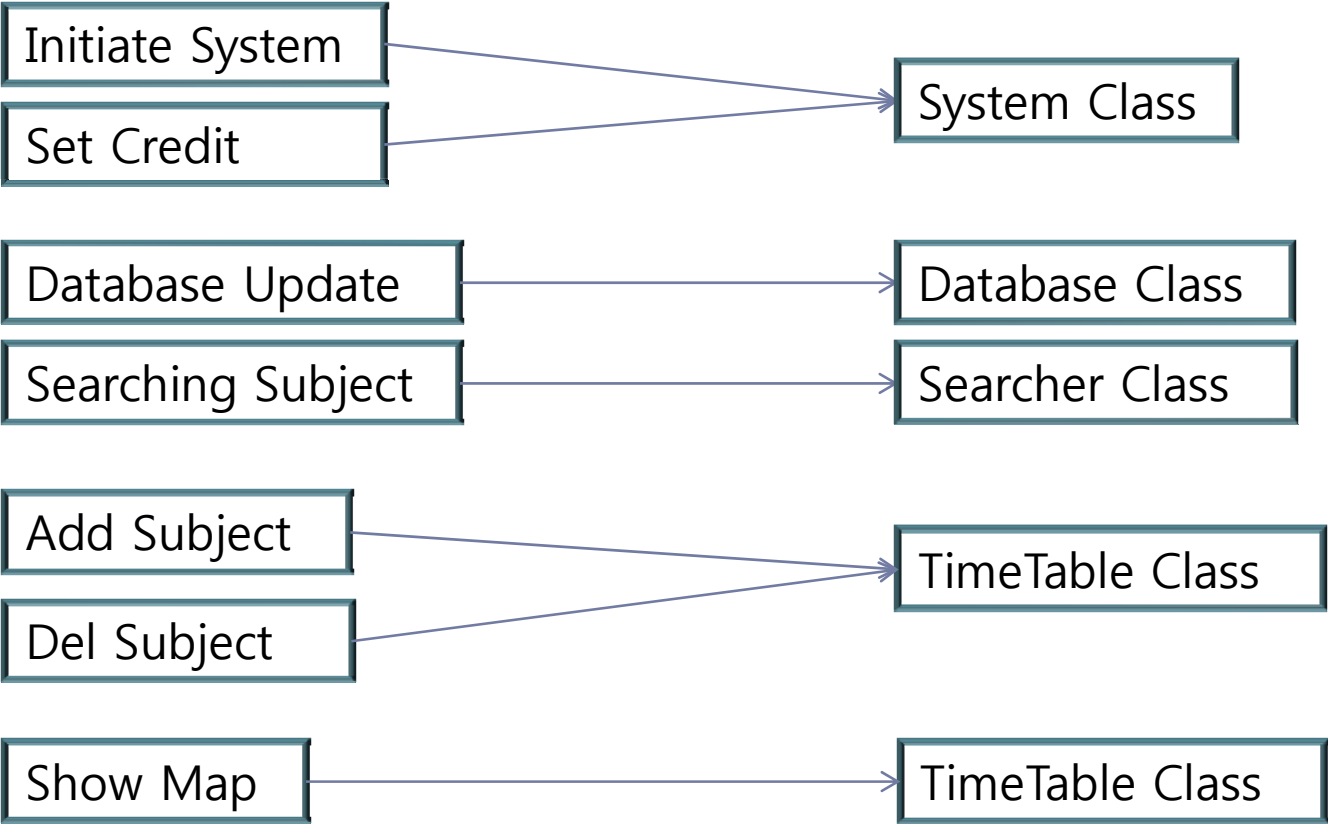 Initiate System
System Class
Set Credit
Database Update
Database Class
Searching Subject
Searcher Class
Add Subject
TimeTable Class
Del Subject
Show Map
TimeTable Class